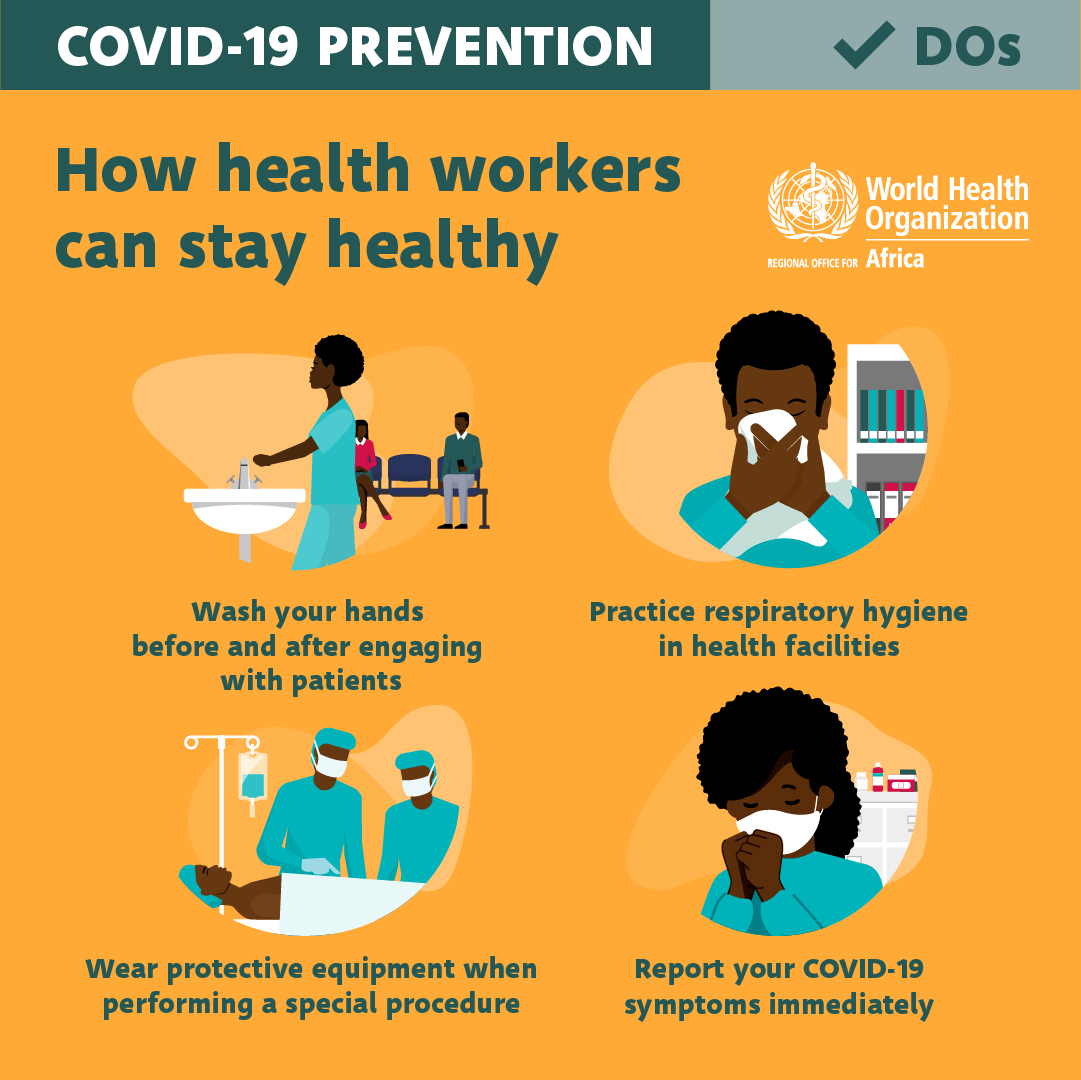 COVID-19 PREVENTION
DOs
How health workers
can stay healthy
World Health
Organization
REGIONAL OFFICE FOR Africa
Wash your hands
before and after engaging
with patients
Practice respiratory hygiene
in health facilities
Wear protective equipment when
performing a special procedure
Report your COVID-19
symptoms immediately